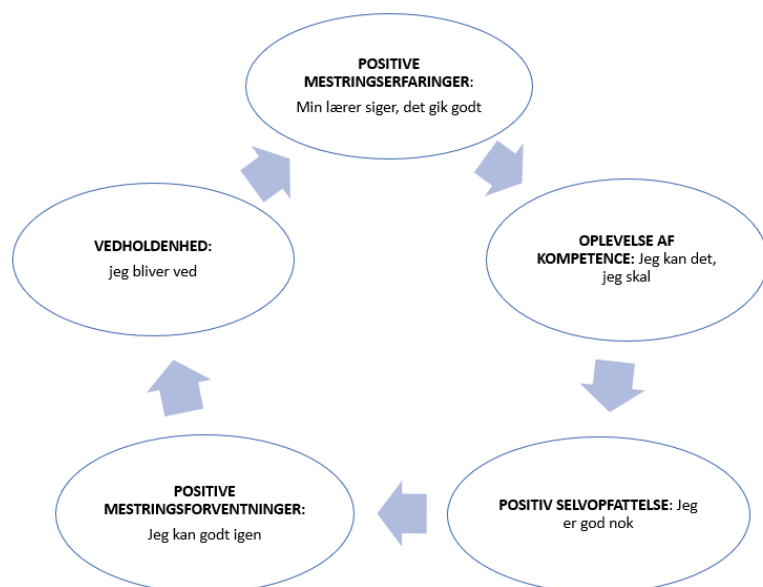 POSITIVE
MESTRINGSERFARINGER:
Min lærer siger, det gik godt
OPLEVELSE AF
KOMPETENCE: Jeg kan det,
jeg skal
POSITIV SELVOPFATTELSE: Jeg
er god nok
POSITIVE
MESTRINGSFORVENTNINGER:
Jeg kan godt igen
VEDHOLDENHED:
jeg bliver ved